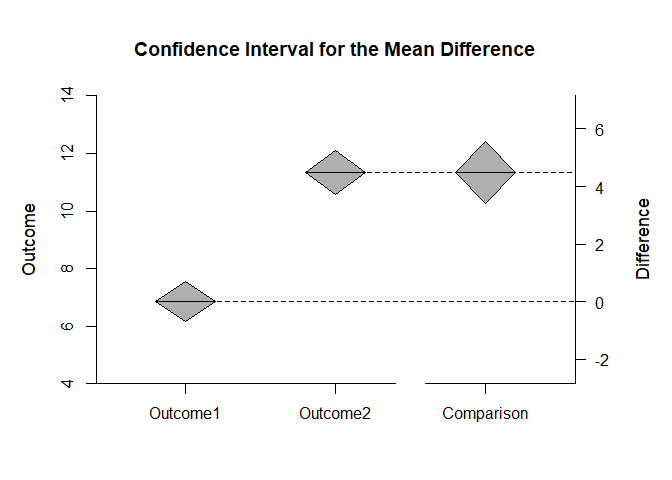 Confidence Interval for the Mean Difference
Outcome
14
12
10
8
6
4
Outcome1
Outcome2
Comparison
6
4
2
0
-2
Difference